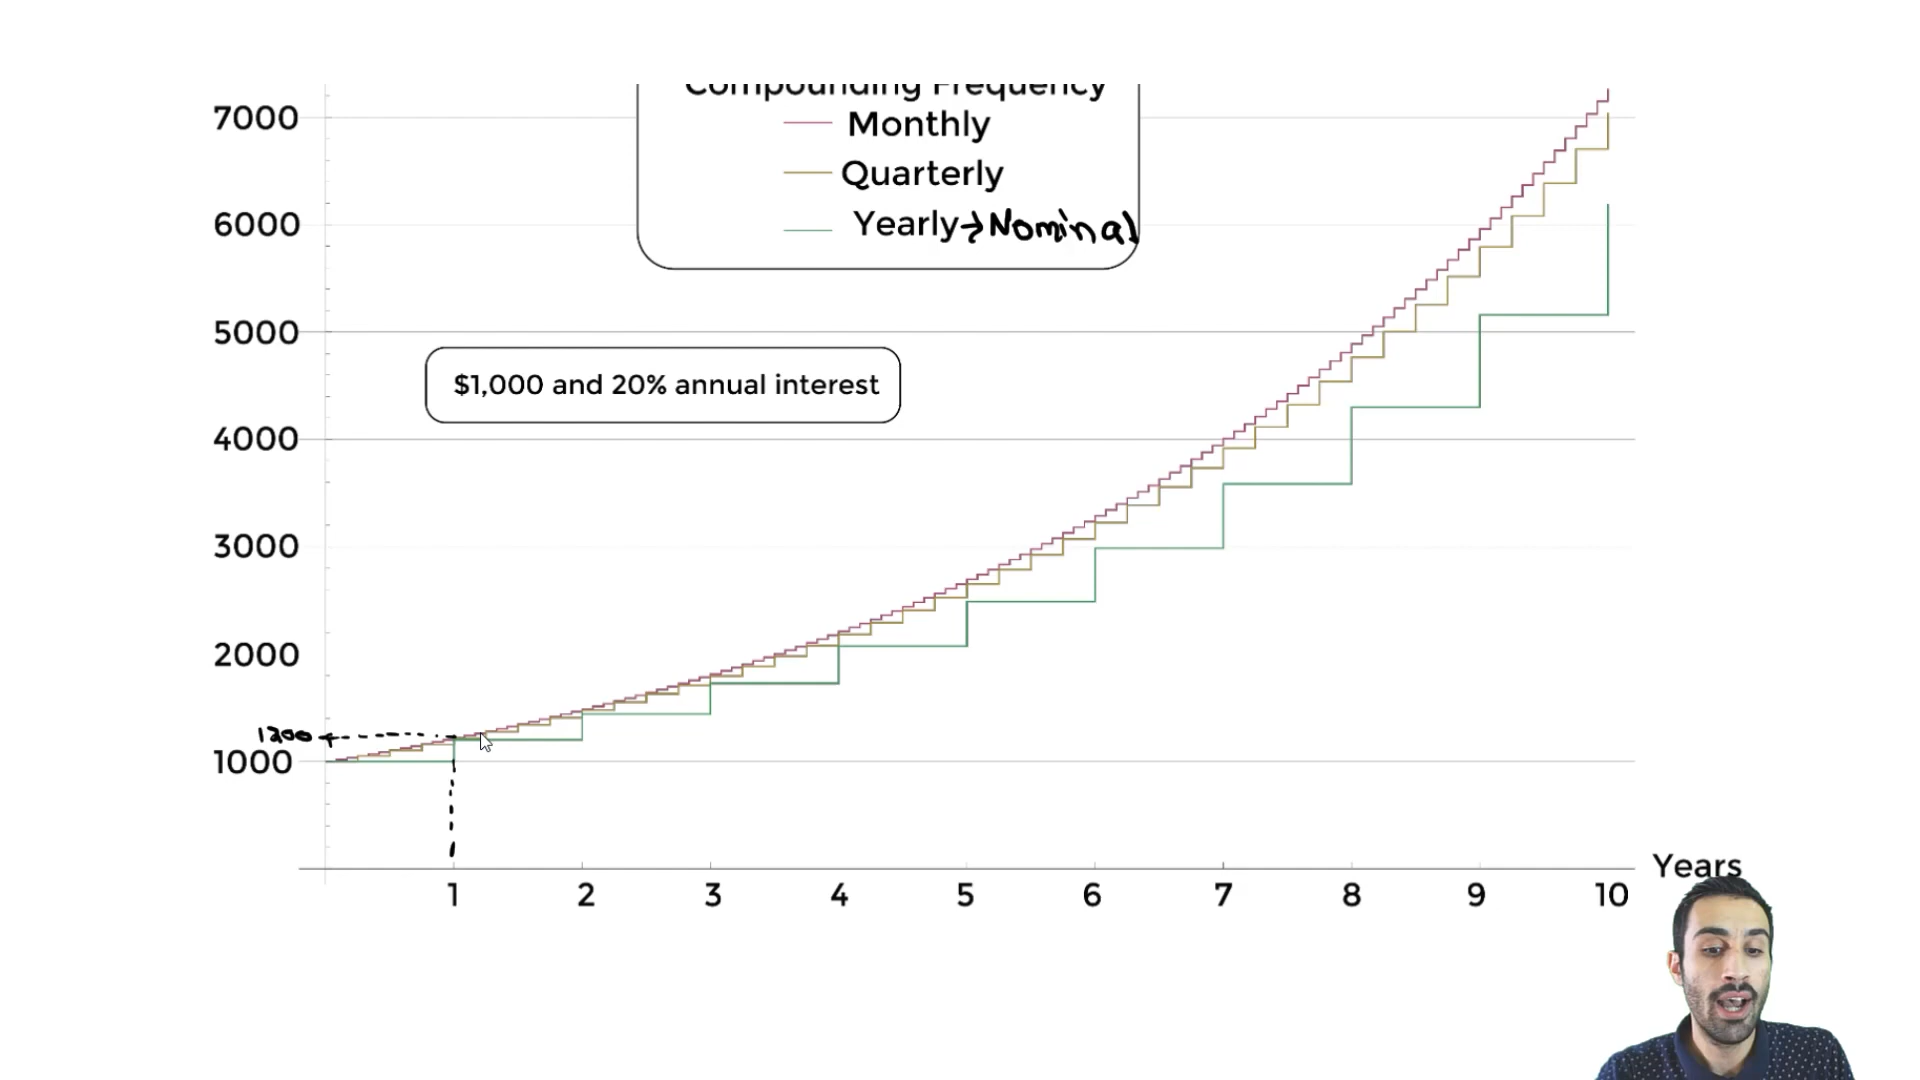 Compounding Frequency
7000
Monthly
Quarterly
6000
Yearly→Nominal
5000
$1,000 and 20% annual interest
4000
3000
2000
1200
1000
Years
1 2 3 4 5 6 7 8 9 10